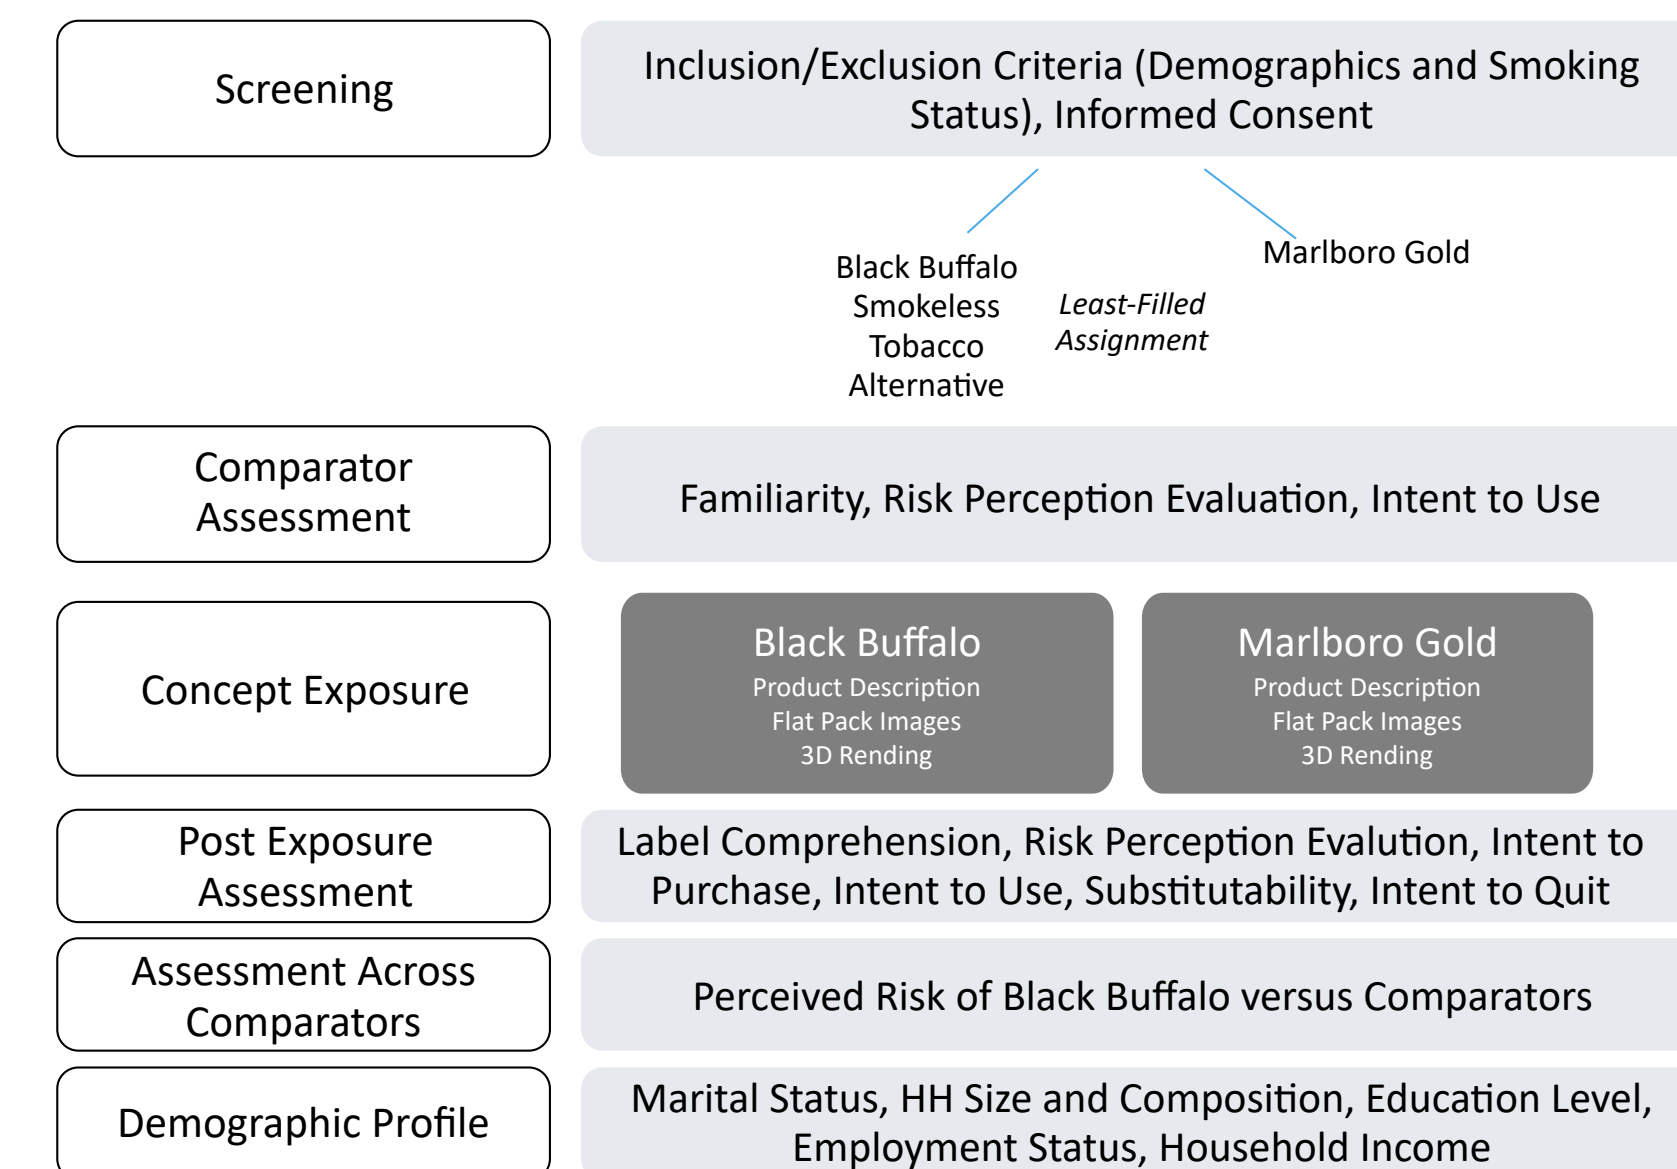 Screening
Inclusion/Exclusion Criteria (Demographics and Smoking
Status), Informed Consent
Black Buffalo
Smokeless
Tobacco
Alternative
Least-Filled
Assignment
Marlboro Gold
Comparator
Assessment
Familiarity, Risk Perception Evaluation, Intent to Use
Concept Exposure
Black Buffalo
Product Description
Flat Pack Images
3D Rending
Marlboro Gold
Product Description
Flat Pack Images
3D Rending
Post Exposure
Assessment
Label Comprehension, Risk Perception Evalution, Intent to
Purchase, Intent to Use, Substitutability, Intent to Quit
Assessment Across
Comparators
Perceived Risk of Black Buffalo versus Comparators
Demographic Profile
Marital Status, HH Size and Composition, Education Level,
Employment Status, Household Income